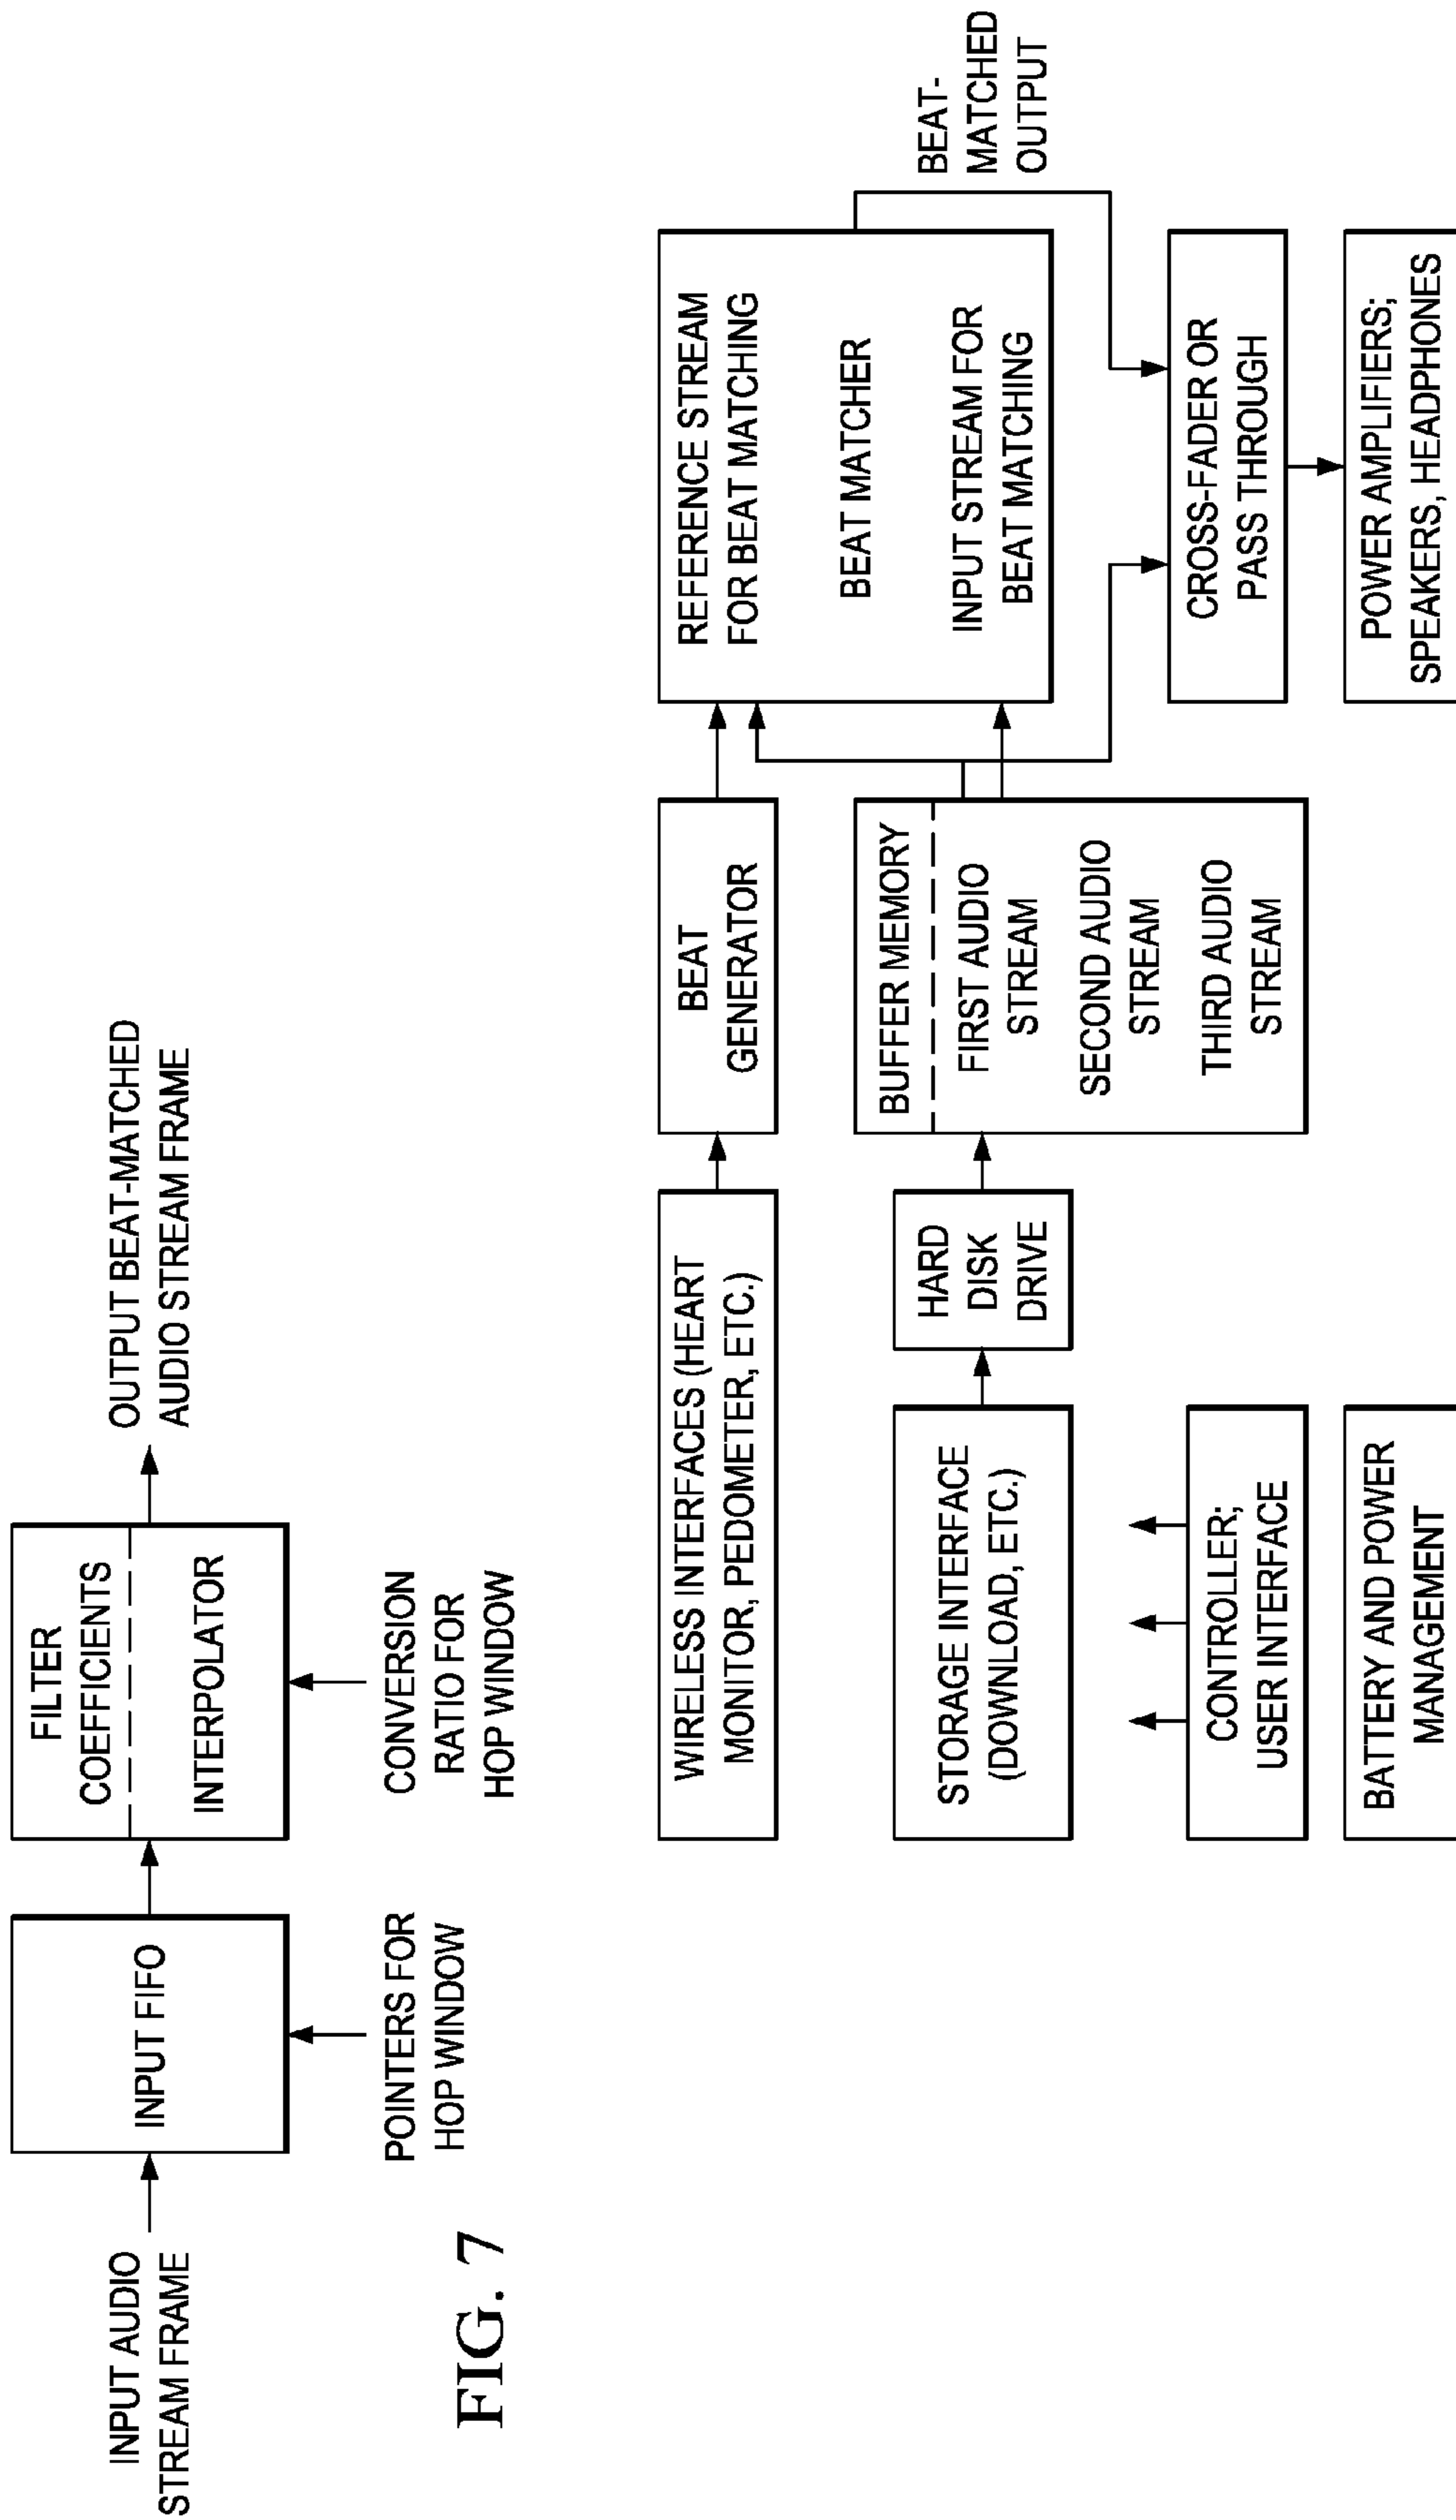 INPUT AUDIO
STREAM FRAME
INPUT FIFO
POINTERS FOR
HOP WINDOW
FILTER
COEFFICIENTS
INTERPOLATOR
CONVERSION
RATIO FOR
HOP WINDOW
OUTPUT BEAT-MATCHED
AUDIO STREAM FRAME
FIG. 7
WIRELESS INTERFACES (HEART
MONITOR, PEDOMETER, ETC.)
BEAT
GENERATOR
REFERENCE STREAM
FOR BEAT MATCHING
BEAT MATCHER
INPUT STREAM FOR
BEAT MATCHING
BEAT-
MATCHED
OUTPUT
STORAGE INTERFACE
(DOWNLOAD, ETC.)
HARD
DISK
DRIVE
BUFFER MEMORY
FIRST AUDIO
STREAM
SECOND AUDIO
STREAM
THIRD AUDIO
STREAM
CONTROLLER;
USER INTERFACE
CROSS-FADER OR
PASS THROUGH
BATTERY AND POWER
MANAGEMENT
POWER AMPLIFIERS;
SPEAKERS, HEADPHONES